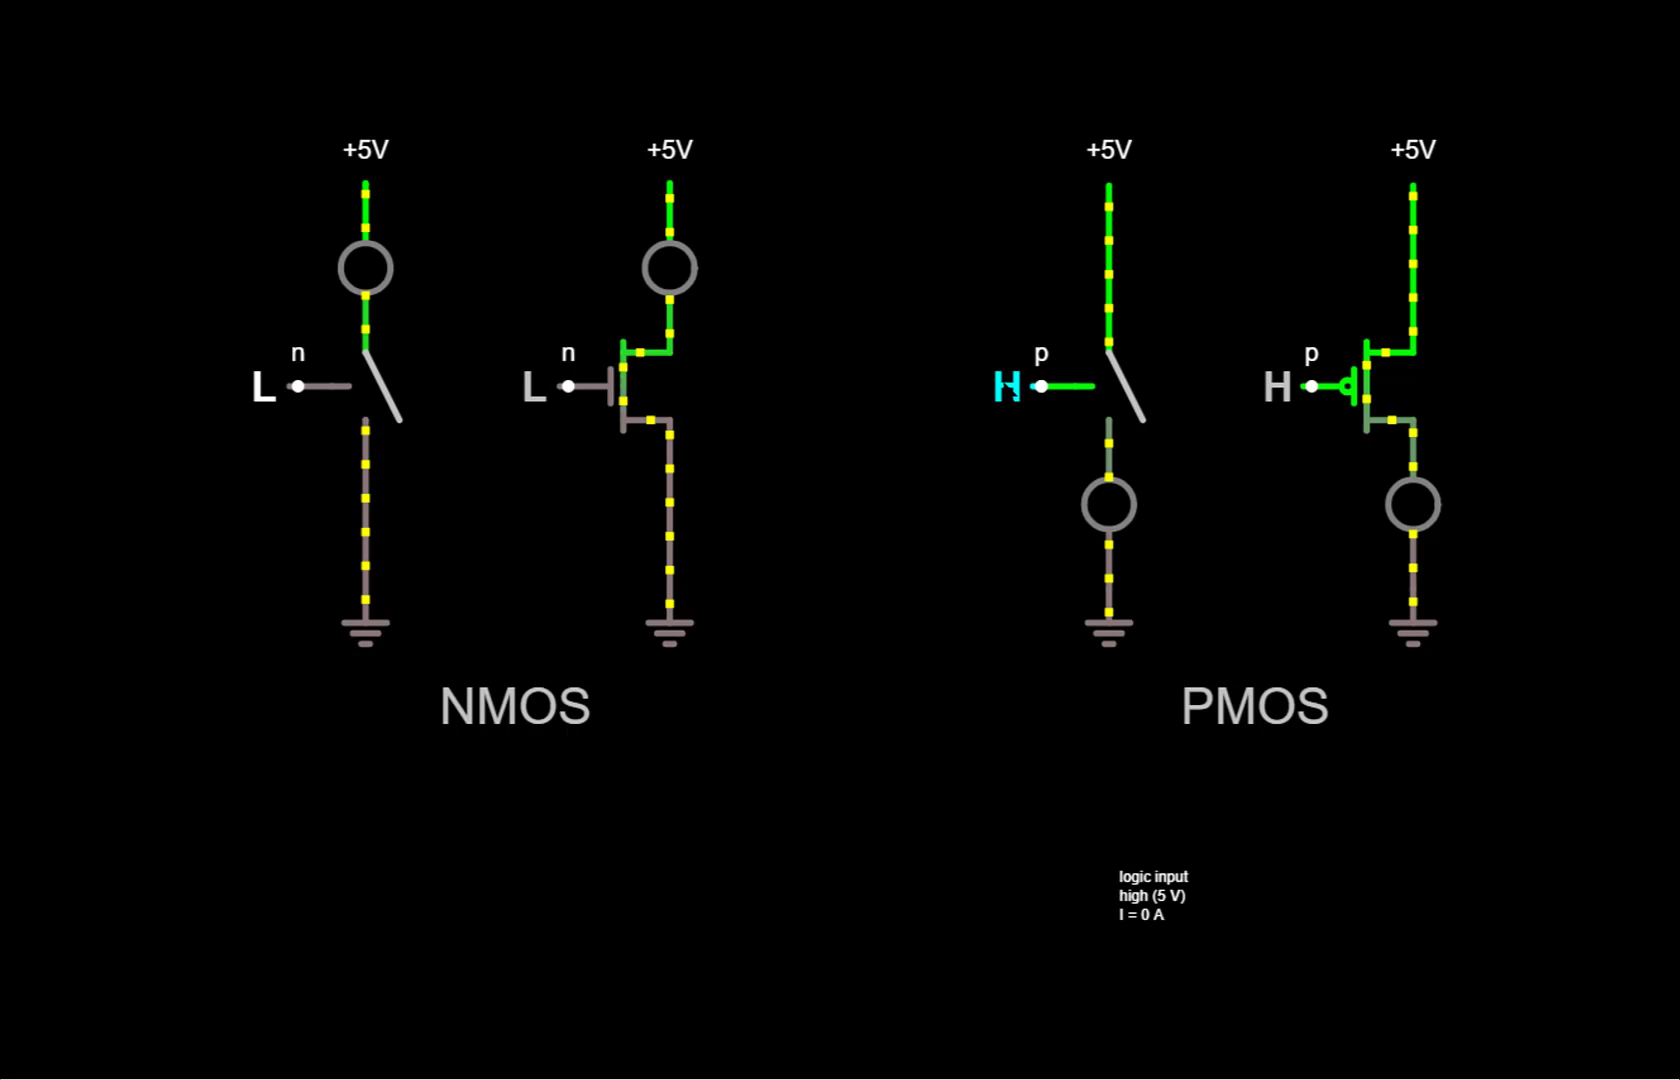 +5V
+5V
+5V
+5V
n
n
p
p
L
L
H
H
NMOS
PMOS
logic input
high (5 V)
I = 0 A